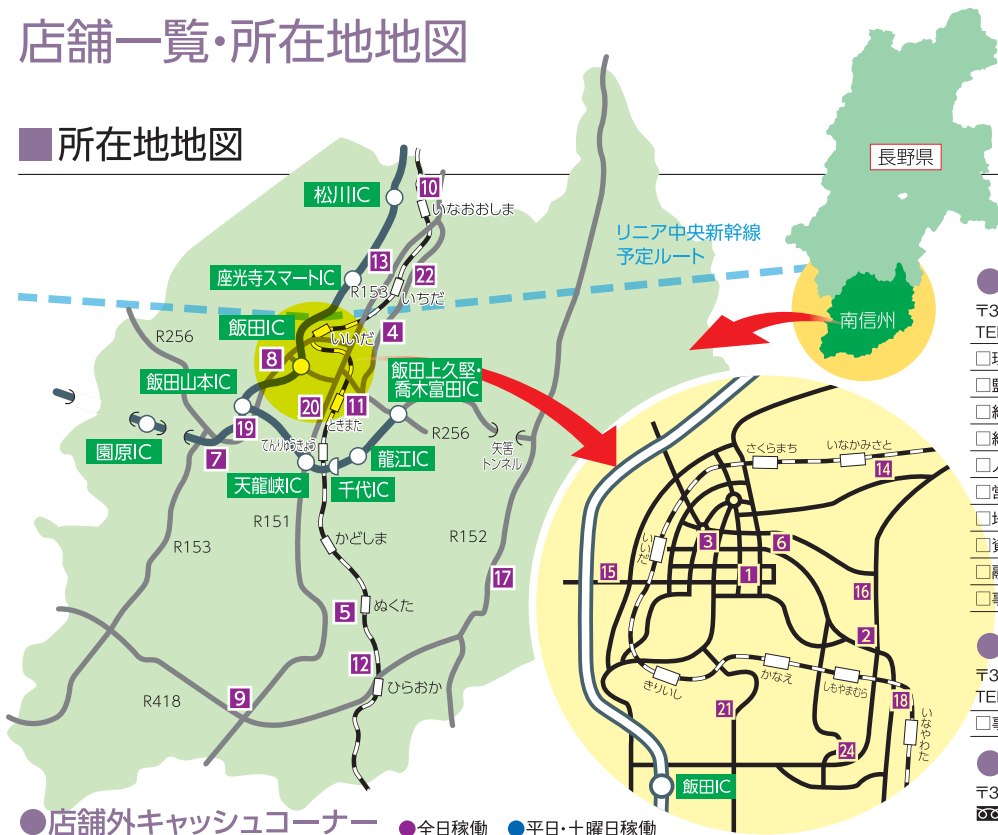 店舗一覧・所在地地図
■所在地地図
長野県
松川IC
10
いなおおしま
リニア中央新幹線
予定ルート
13
座光寺スマートIC
22
R153
いちだ
南信州
飯田IC
いいだ
4
R256
8
飯田上久堅・
喬木富田IC
飯田山本IC
20
11
ときまた
19
R256
園原IC
7
てんりゅうきょう
矢筈
トンネル
龍江IC
天龍峡IC
千代IC
R151
かどしま
R153
R152
17
5
ぬくた
12
ひらおか
R418
9
さくらまち
いなかみさと
14
いいだ
3
6
15
1
16
2
きりいし
かなえ
しもやまむら
18
21
いなやわた
24
飯田IC
〒3
TE
〒3
TEL
〒3
●店舗外キャッシュコーナー
●全日稼働
●平日・土曜日稼働